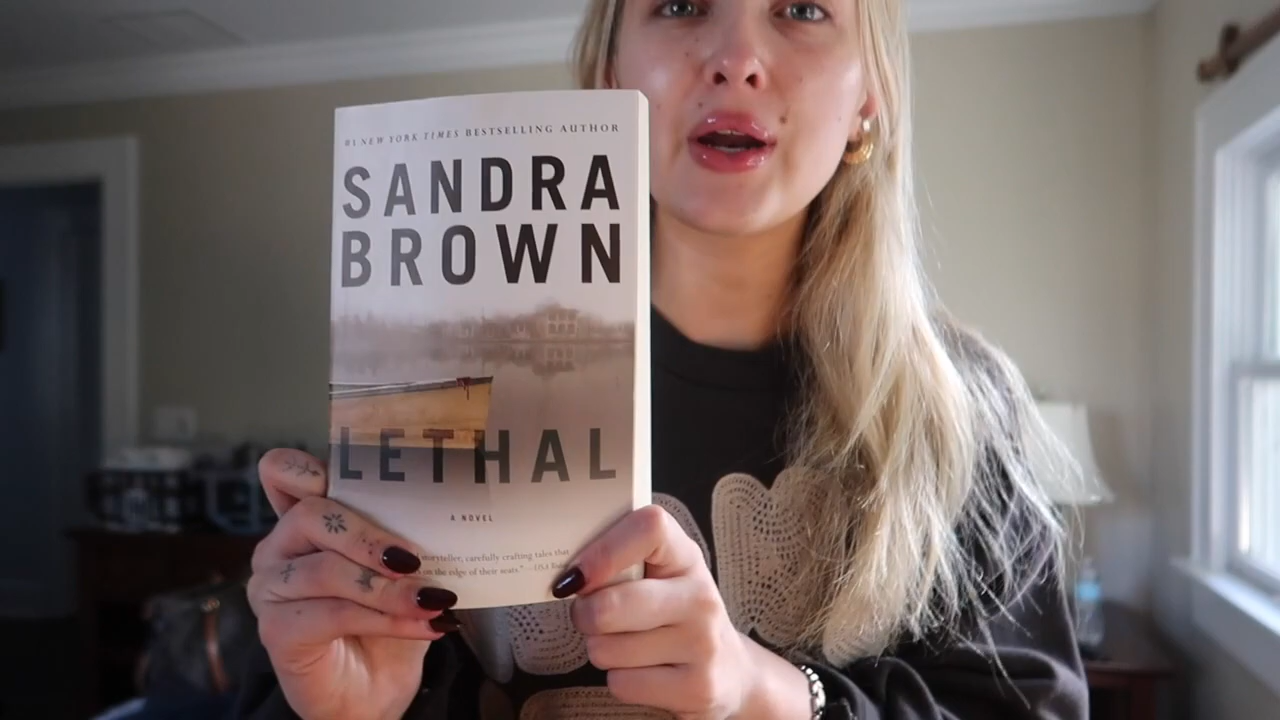 #1 NEW YORK TIMES BESTSELLING AUTHOR
SANDRA
BROWN
LETHAL
A NOVEL
storyteller, carefully crafting tales that
on the edge of their seats." —USA